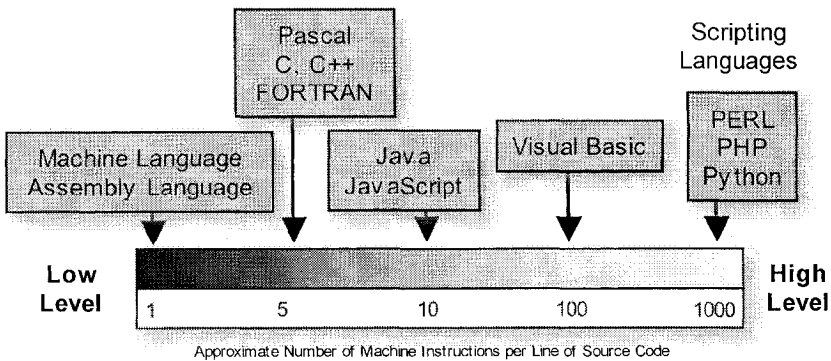 Pascal
C, C++
FORTRAN
Scripting
Languages
Machine Language
Assembly Language
Java
JavaScript
Visual Basic
PERL
PHP
Python
Low
Level
High
Level
1 5 10 100 1000
Approximate Number of Machine Instructions per Line of Source Code